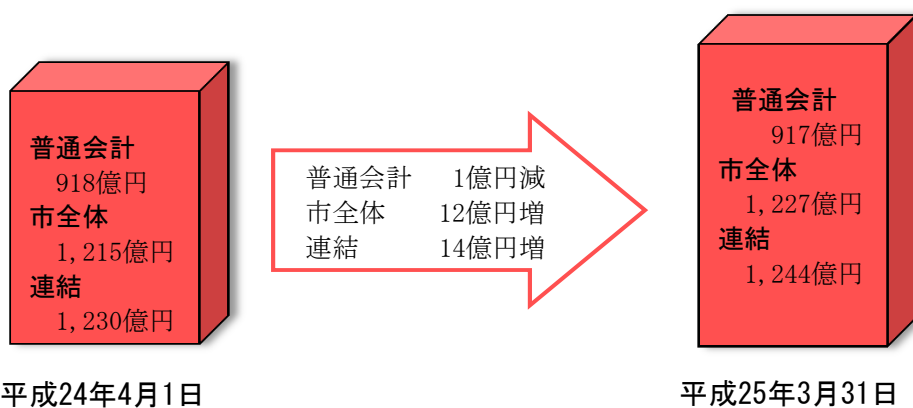 普通会計
918億円
市全体
1,215億円
連結
1,230億円
平成24年4月1日
普通会計 1億円減
市全体 12億円増
連結 14億円増
普通会計
917億円
市全体
1,227億円
連結
1,244億円
平成25年3月31日